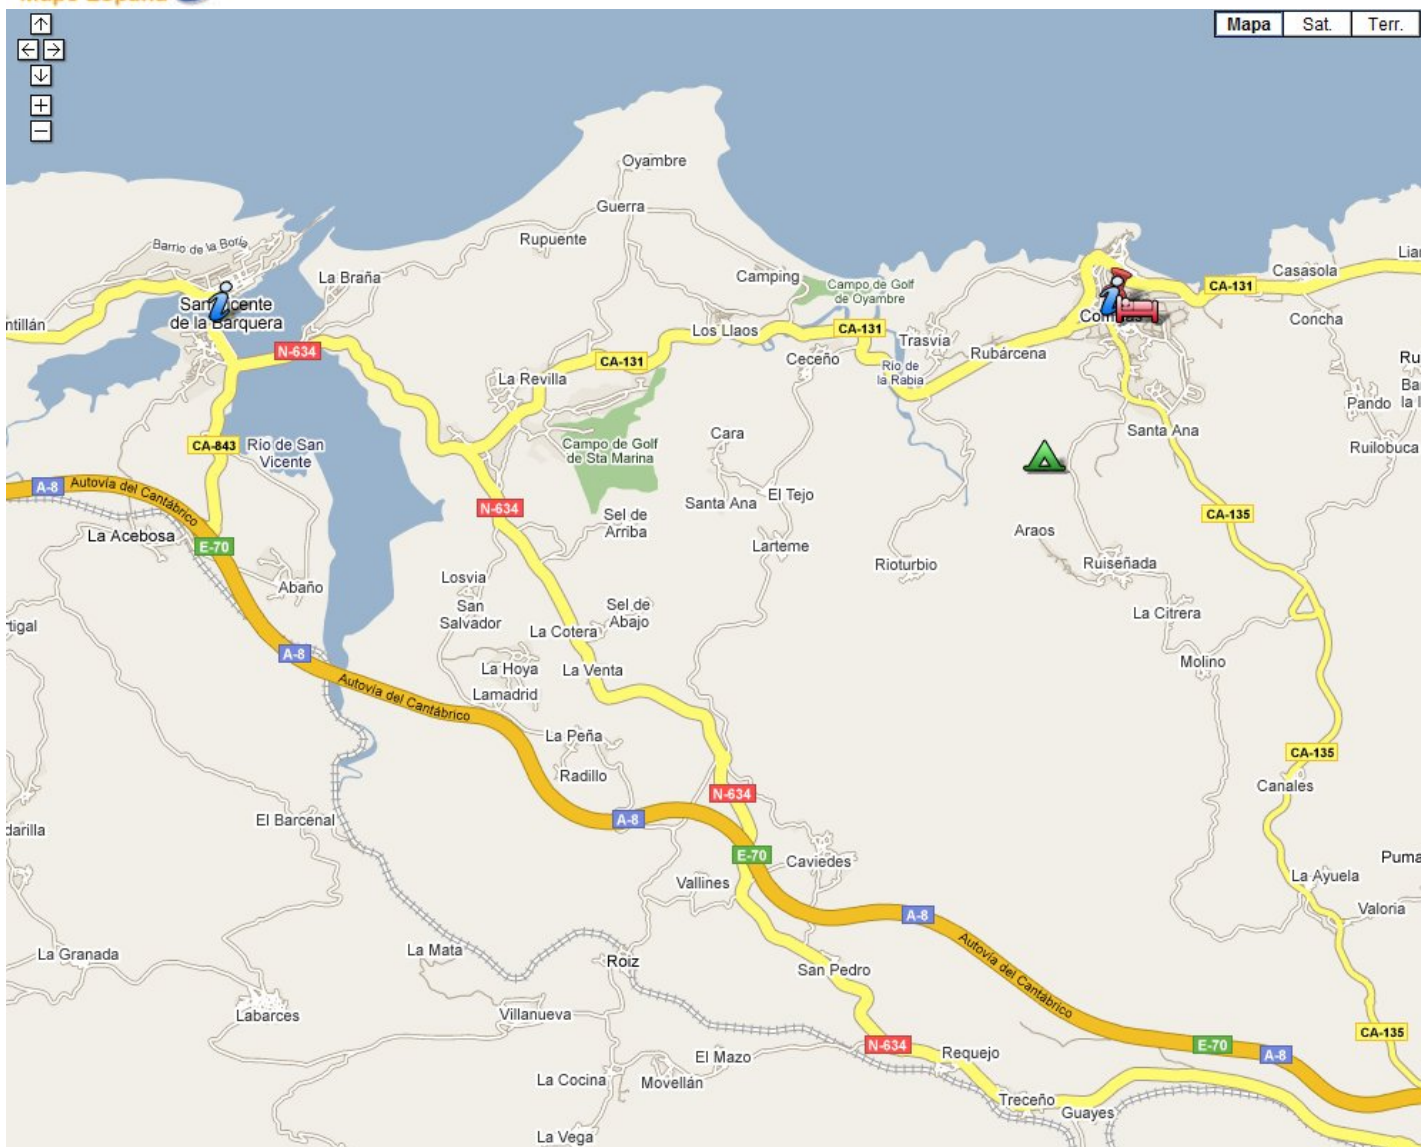 Mapa España
Mapa
Sat.
Terr.
Oyambre
Guerra
Rupuente
Barrio de la Boría
La Braña
Camping
Campo de Golf
de Oyambre
Casasola
CA-131
Concha
de la Barquera
Los Llaos
CA-131
Trasvía
Rubárcena
N-634
CA-131
Ceceño
Río de
la Rabia
La Revilla
Pando
CA-843
Río de San
Vicente
Campo de Golf
de Sta Marina
Cara
Santa Ana
Ruilobuca
A-8
Autovía del Cantábrico
El Tejo
Santa Ana
N-634
Sel de
Arriba
CA-135
La Acebosa
E-70
Larteme
Araos
Rioturbio
Ruiseñada
Abaño
Losvia
San
Salvador
Sel de
Abajo
La Citrera
La Cotera
A-8
La Hoya
La Venta
Molino
Lamadrid
Autovía del Cantábrico
La Peña
CA-135
Radillo
Canales
N-634
El Barcenal
A-8
E-70
Caviedes
Vallines
La Ayuela
A-8
Valoria
La Mata
La Granada
Roiz
San Pedro
Autovía del Cantábrico
Labarces
Villanueva
CA-135
N-634
Requejo
E-70
A-8
El Mazo
La Cocina
Movellán
Treceño
Guayes
La Vega